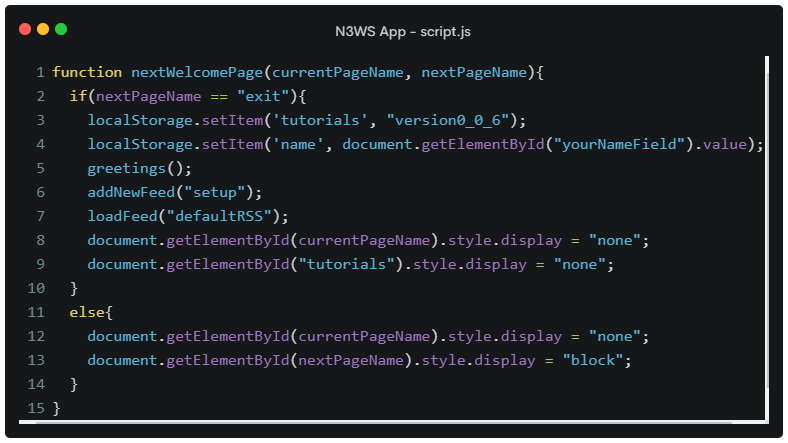 N3WS App - script.js
1 function nextWelcomePage(currentPageName, nextPageName){
2   if(nextPageName == "exit"){
3     localStorage.setItem('tutorials', "version0_0_6");
4     localStorage.setItem('name', document.getElementById("yourNameField").value);
5     greetings();
6     addNewFeed("setup");
7     loadFeed("defaultRSS");
8     document.getElementById(currentPageName).style.display = "none";
9     document.getElementById("tutorials").style.display = "none";
10   }
11   else{
12     document.getElementById(currentPageName).style.display = "none";
13     document.getElementById(nextPageName).style.display = "block";
14   }
15 }